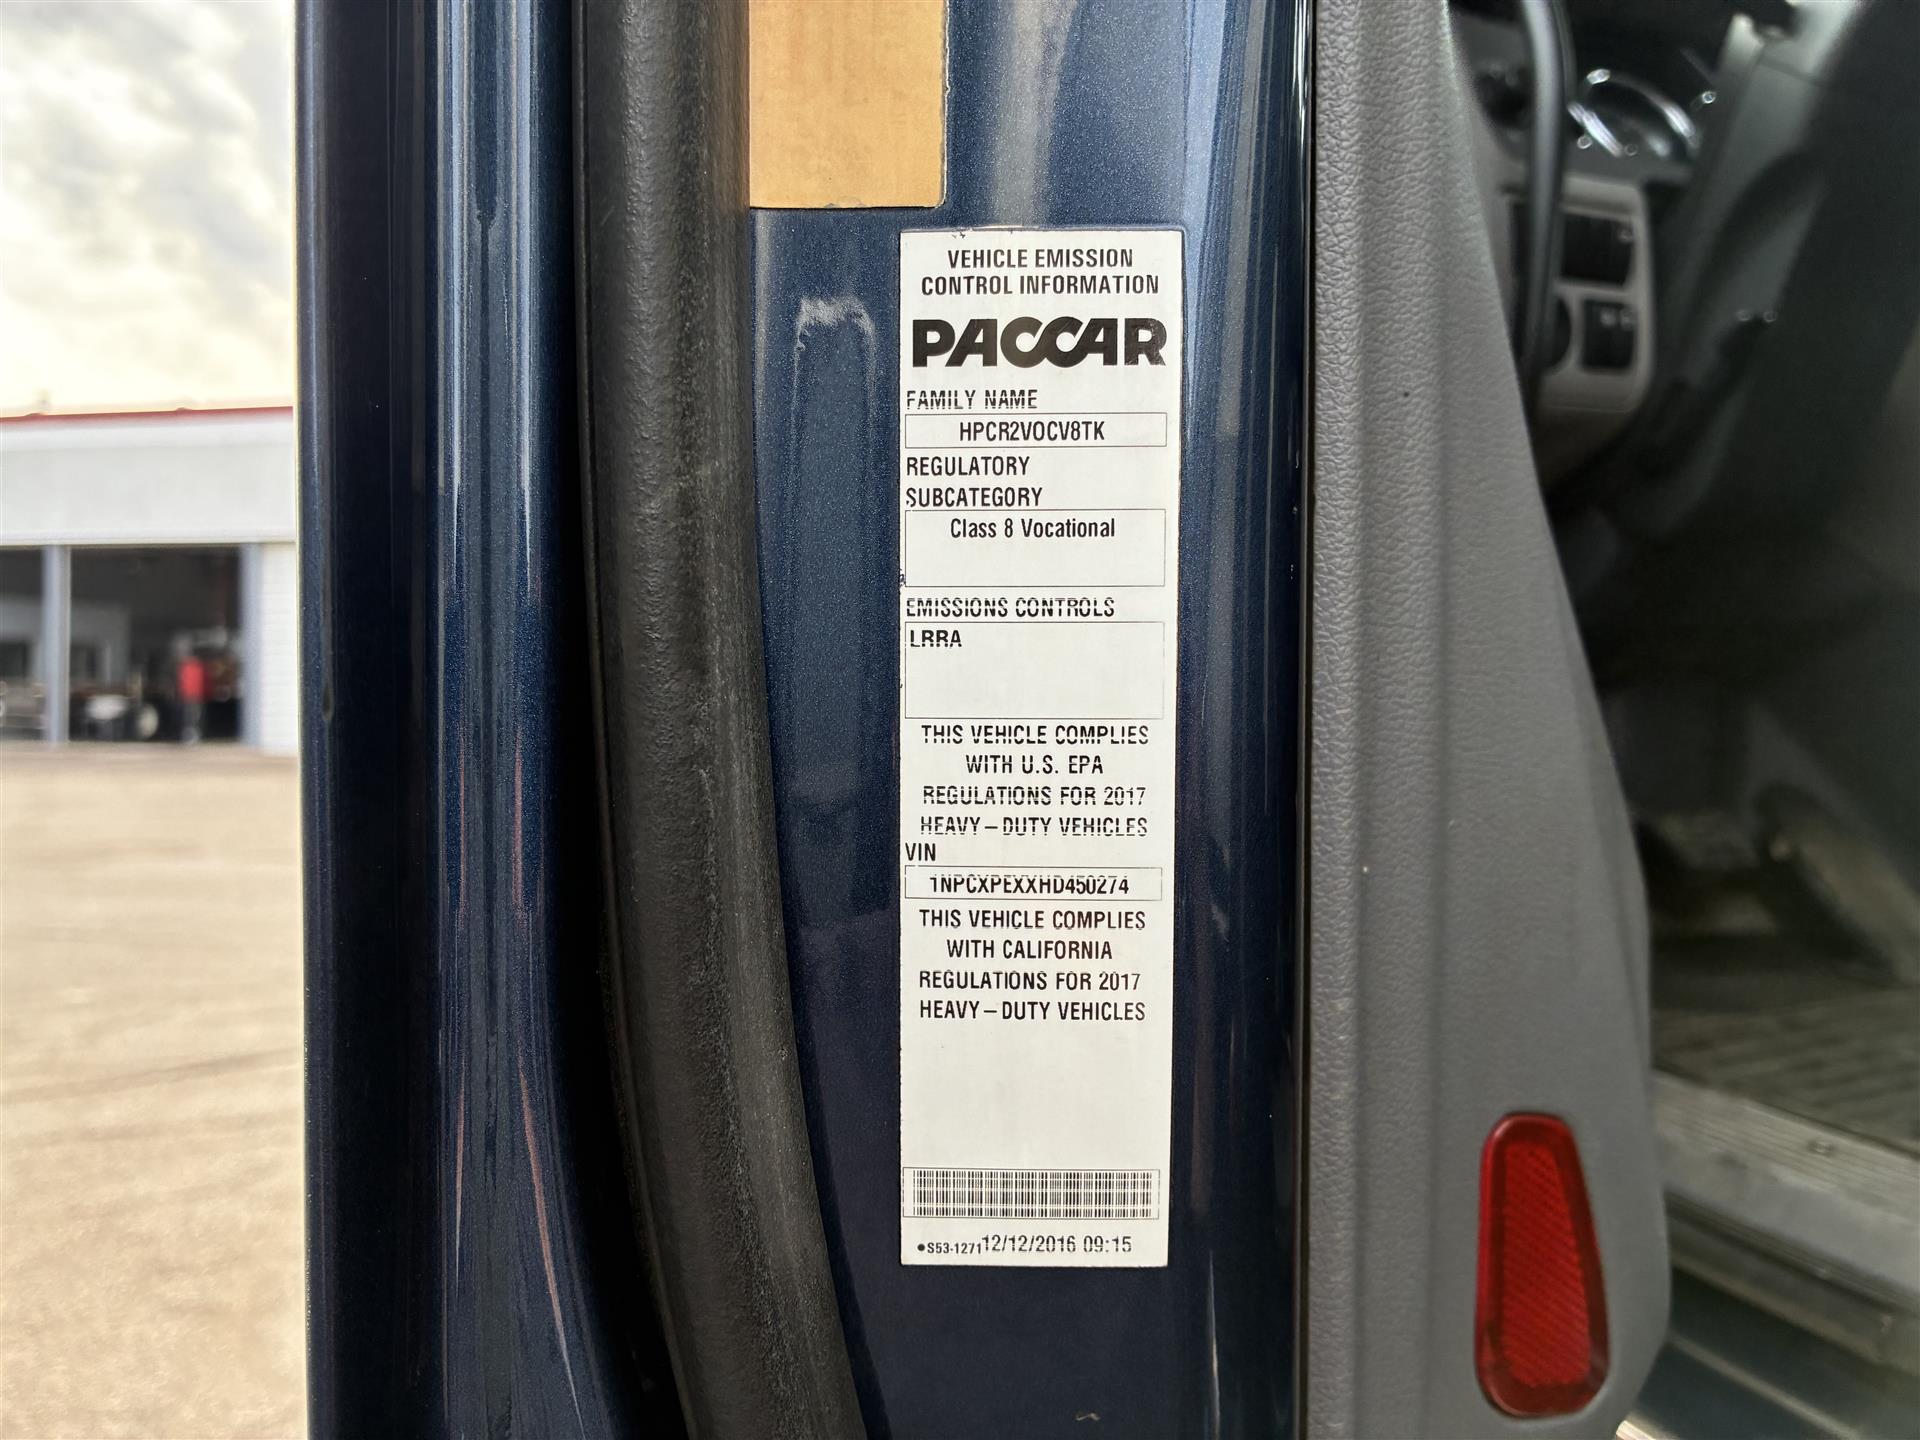 VEHICLE EMISSION
CONTROL INFORMATION
PACCAR
FAMILY NAME
HPCR2VOCV8TK
REGULATORY
SUBCATEGORY
Class 8 Vocational
EMISSIONS CONTROLS
LRRA
THIS VEHICLE COMPLIES
WITH U.S. EPA
REGULATIONS FOR 2017
HEAVY-DUTY VEHICLES
VIN
1NPCXPEXXHD450274
THIS VEHICLE COMPLIES
WITH CALIFORNIA
REGULATIONS FOR 2017
HEAVY-DUTY VEHICLES
●S53-1271 12/12/2016 09:15